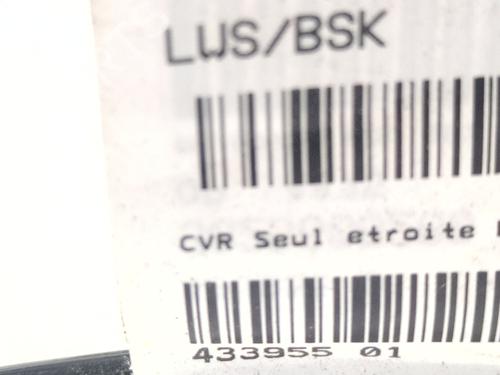 LWS/BSK
CVR Seul etroite
433955 01